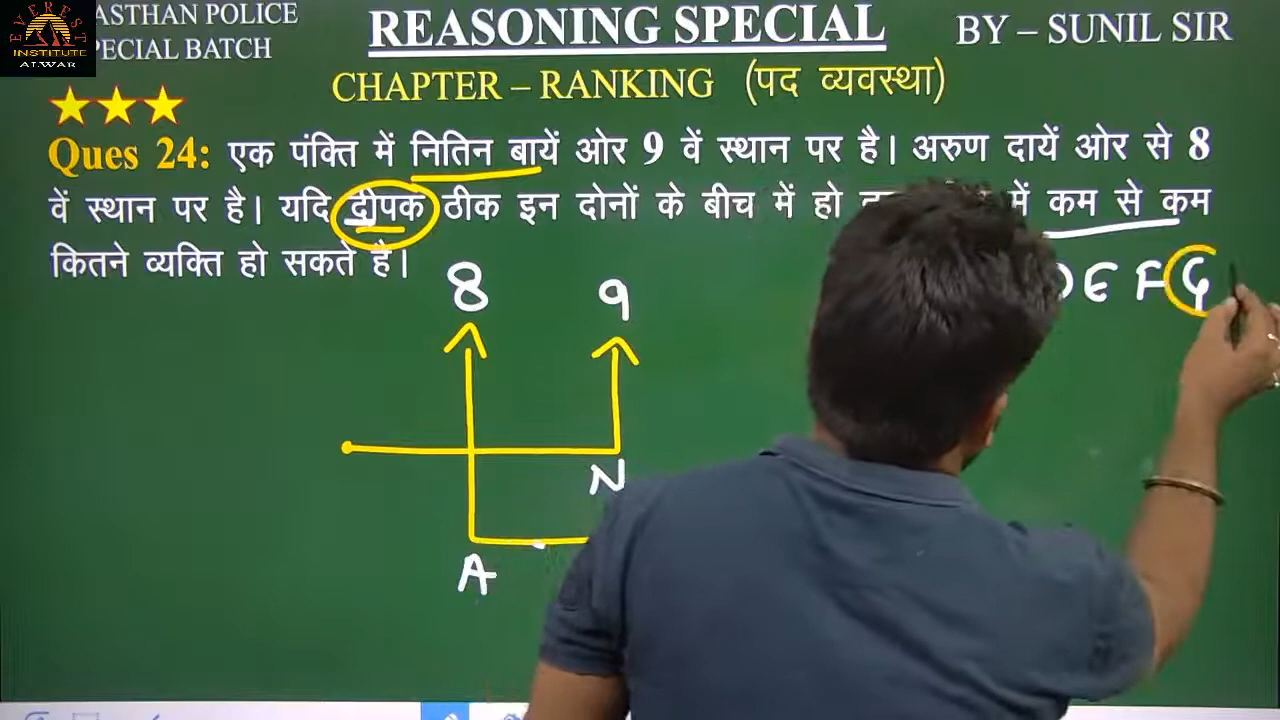 EVEREST
INSTITUTE
ALWAR
ASTHAN POLICE
PECIAL BATCH
REASONING SPECIAL
BY – SUNIL SIR
CHAPTER – RANKING (पद व्यवस्था)
Ques 24: एक पंक्ति में नितिन बायें ओर 9 वें स्थान पर है। अरुण दायें ओर से 8
वें स्थान पर है। यदि दीपक ठीक इन दोनों के बीच में हो में कम से कम
कितने व्यक्ति हो सकते है।
8 9
E F G
N
A